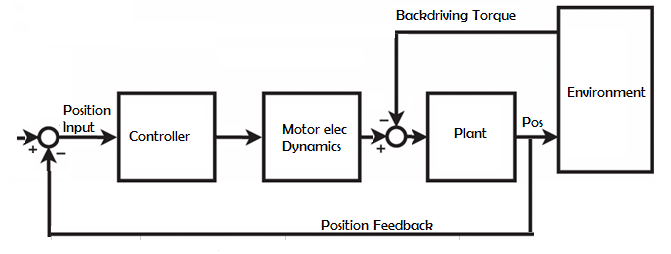 Backdriving Torque
Environment
Position
Input
Controller
Motor elec
Dynamics
Plant
Pos
−
+
+
−
Position Feedback